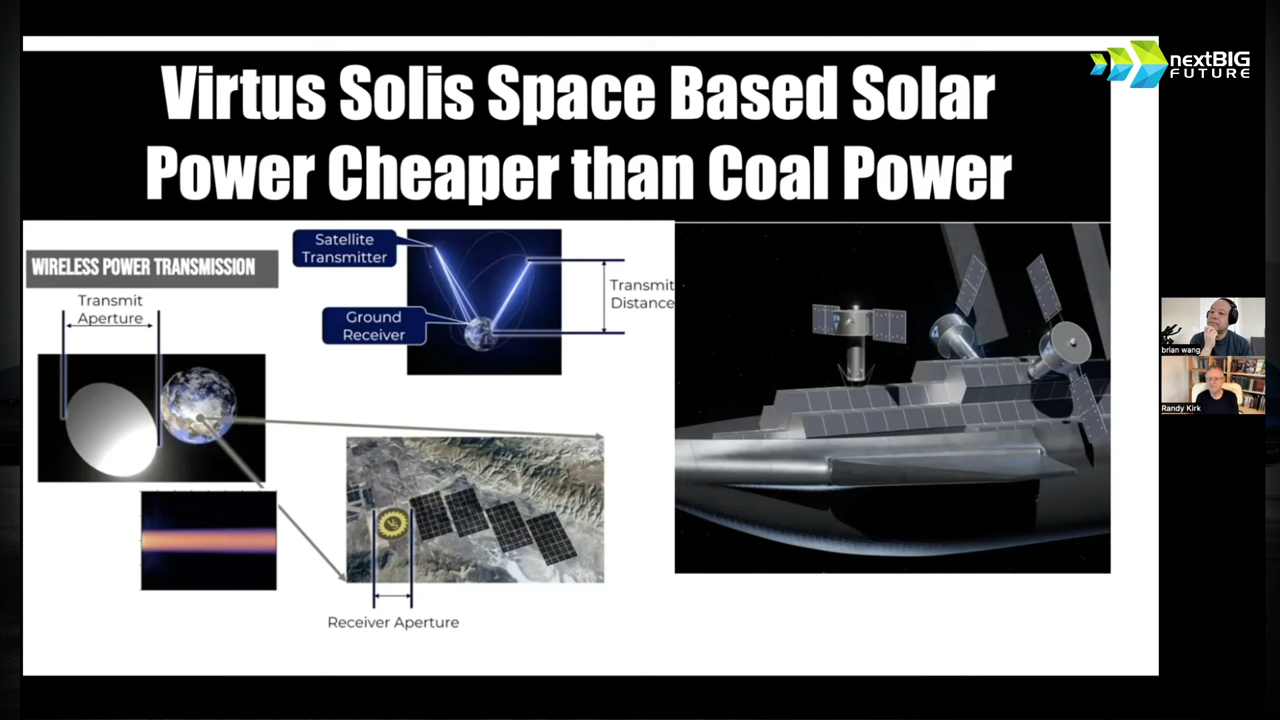 Virtus Solis Space Based Solar
Power Cheaper than Coal Power
nextBIG
FUTURE
WIRELESS POWER TRANSMISSION
Transmit
Aperture
Satellite
Transmitter
Ground
Receiver
Transmit
Distance
VS
Receiver Aperture
brian wang
Randy Kirk